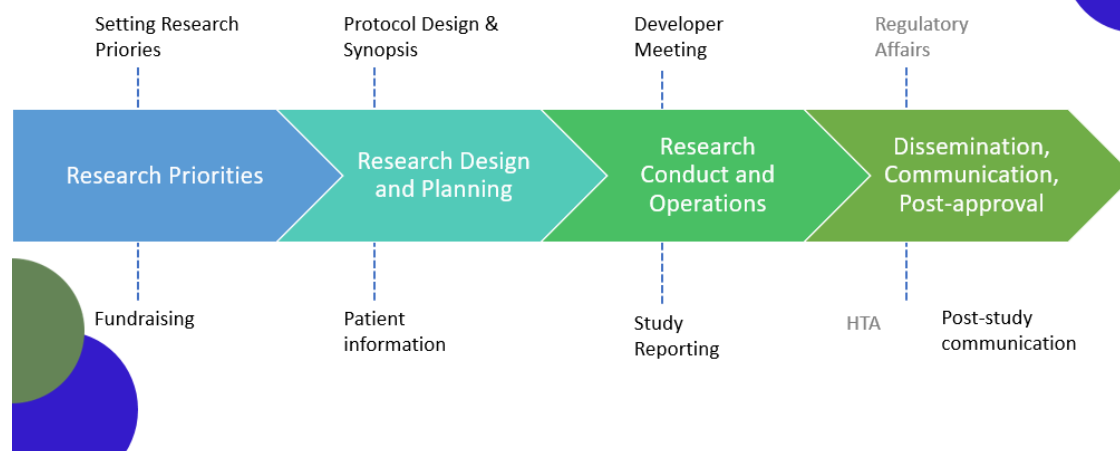 Setting Research
Priories
Protocol Design &
Synopsis
Developer
Meeting
Regulatory
Affairs
Research Priorities
Research Design
and Planning
Research
Conduct and
Operations
Dissemination,
Communication,
Post-approval
Fundraising
Patient
information
Study
Reporting
HTA
Post-study
communication